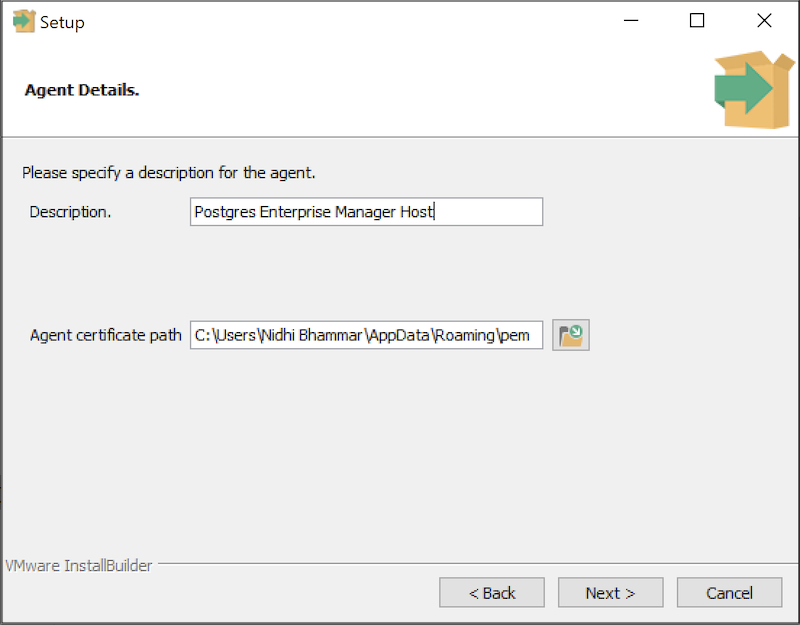 Setup
Agent Details.
Please specify a description for the agent.
Description. Postgres Enterprise Manager Host
Agent certificate path C:\Users\Nidhi Bhammar\AppData\Roaming\pem
VMware InstallBuilder
< Back Next > Cancel